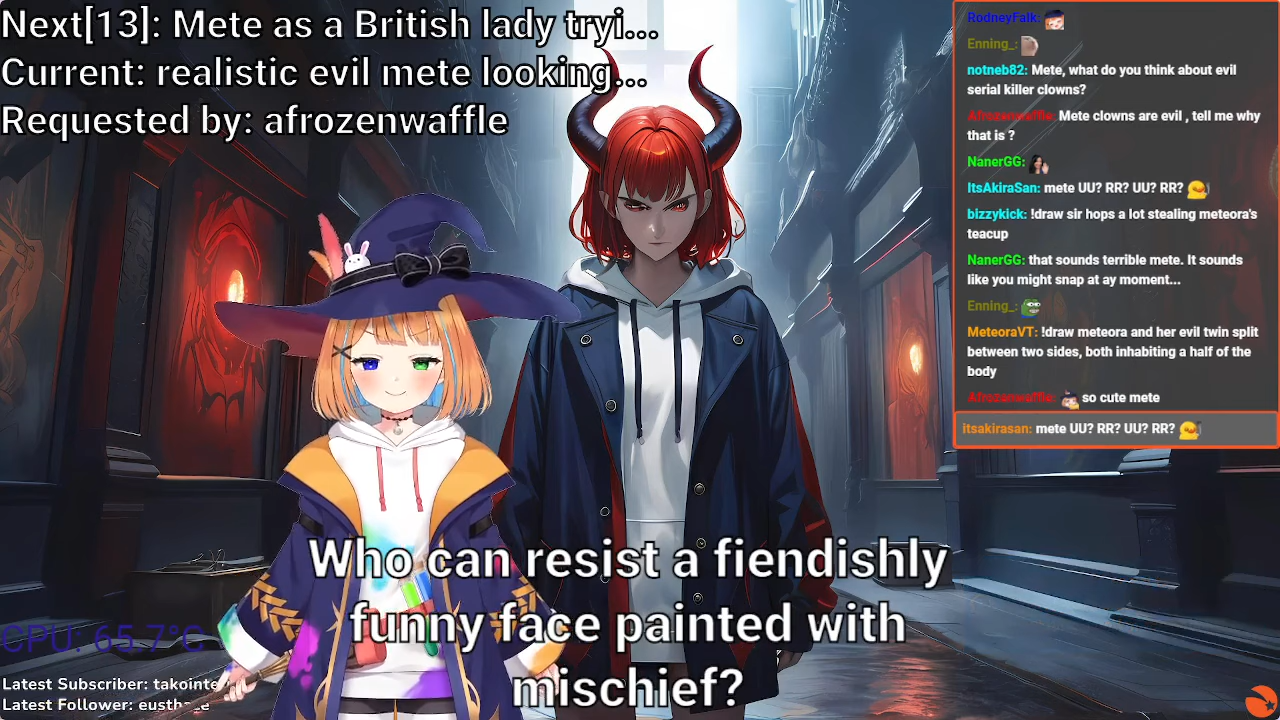 Next[13]: Mete as a British lady tryi...
Current: realistic evil mete looking...
Requested by: afrozenwaffle
RodneyFalk:
Enning_:
notneb82: Mete, what do you think about evil
serial killer clowns?
Afrozenwaffle: Mete clowns are evil , tell me why
that is ?
NanerGG:
ItsAkiraSan: mete UU? RR? UU? RR?
bizzykick: !draw sir hops a lot stealing meteora's
teacup
NanerGG: that sounds terrible mete. It sounds
like you might snap at ay moment...
Enning_:
MeteoraVT: !draw meteora and her evil twin split
between two sides, both inhabiting a half of the
body
Afrozenwaffle: so cute mete
itsakirasan: mete UU? RR? UU? RR?
Who can resist a fiendishly
funny face painted with
mischief?
CPU: 65.7°C
Latest Subscriber:
Latest Follower: